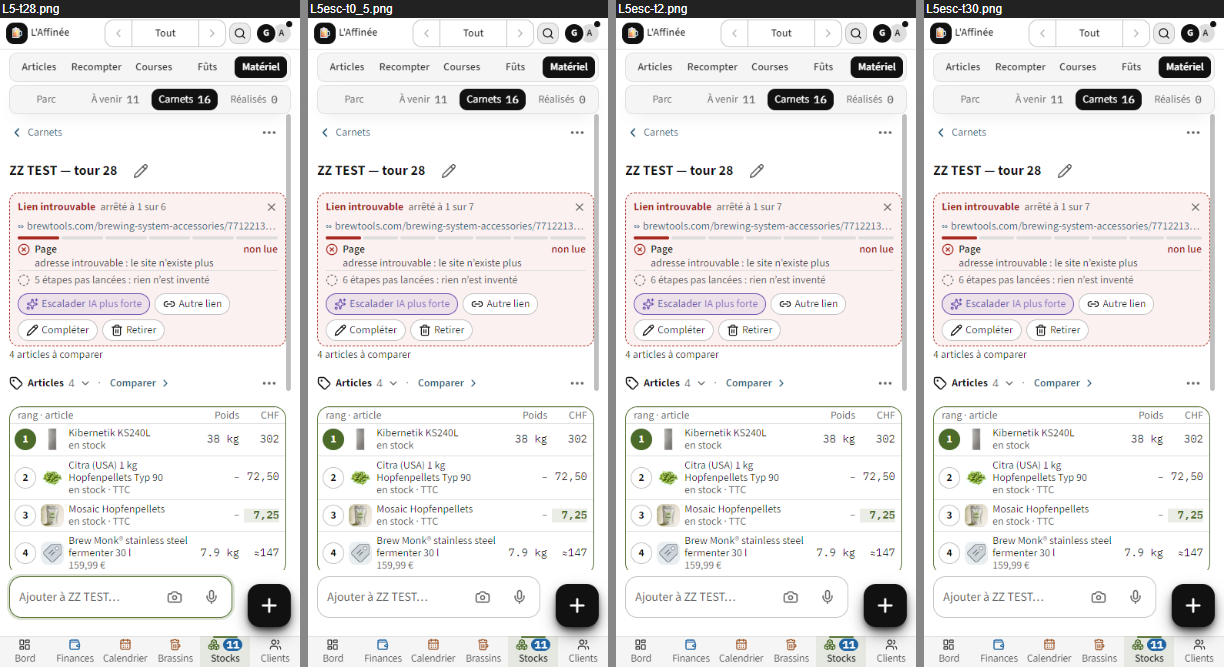 L5-t28.png
L'Affinée
Tout
G A
Articles Recompter Courses Fûts Matériel
Parc À venir 11 Carnets 16 Réalisés 0
Carnets
ZZ TEST — tour 28
Lien introuvable arrêté à 1 sur 6
brewtools.com/brewing-system-accessories/7712213...
Page non lue
adresse introuvable : le site n'existe plus
5 étapes pas lancées : rien n'est inventé
Escalader IA plus forte Autre lien
Compléter Retirer
4 articles à comparer
Articles 4 · Comparer
rang · article Poids CHF
1 Kibernetik KS240L 38 kg 302
en stock
2 Citra (USA) 1 kg
Hopfenpellets Typ 90 – 72,50
en stock · TTC
3 Mosaic Hopfenpellets – 7,25
en stock · TTC
4 Brew Monk® stainless steel
fermenter 30 l 7.9 kg ≈147
159,99 €
Ajouter à ZZ TEST...
Bord Finances Calendrier Brassins Stocks 11 Clients
L5esc-t0_5.png
L'Affinée
Tout
G A
Articles Recompter Courses Fûts Matériel
Parc À venir 11 Carnets 16 Réalisés 0
Carnets
ZZ TEST — tour 28
Lien introuvable arrêté à 1 sur 7
brewtools.com/brewing-system-accessories/7712213...
Page non lue
adresse introuvable : le site n'existe plus
6 étapes pas lancées : rien n'est inventé
Escalader IA plus forte Autre lien
Compléter Retirer
4 articles à comparer
Articles 4 · Comparer
rang · article Poids CHF
1 Kibernetik KS240L 38 kg 302
en stock
2 Citra (USA) 1 kg
Hopfenpellets Typ 90 – 72,50
en stock · TTC
3 Mosaic Hopfenpellets – 7,25
en stock · TTC
4 Brew Monk® stainless steel
fermenter 30 l 7.9 kg ≈147
159,99 €
Ajouter à ZZ TEST...
Bord Finances Calendrier Brassins Stocks 11 Clients
L5esc-t2.png
L'Affinée
Tout
G A
Articles Recompter Courses Fûts Matériel
Parc À venir 11 Carnets 16 Réalisés 0
Carnets
ZZ TEST — tour 28
Lien introuvable arrêté à 1 sur 7
brewtools.com/brewing-system-accessories/7712213...
Page non lue
adresse introuvable : le site n'existe plus
6 étapes pas lancées : rien n'est inventé
Escalader IA plus forte Autre lien
Compléter Retirer
4 articles à comparer
Articles 4 · Comparer
rang · article Poids CHF
1 Kibernetik KS240L 38 kg 302
en stock
2 Citra (USA) 1 kg
Hopfenpellets Typ 90 – 72,50
en stock · TTC
3 Mosaic Hopfenpellets – 7,25
en stock · TTC
4 Brew Monk® stainless steel
fermenter 30 l 7.9 kg ≈147
159,99 €
Ajouter à ZZ TEST...
Bord Finances Calendrier Brassins Stocks 11 Clients
L5esc-t30.png
L'Affinée
Tout
G A
Articles Recompter Courses Fûts Matériel
Parc À venir 11 Carnets 16 Réalisés 0
Carnets
ZZ TEST — tour 28
Lien introuvable arrêté à 1 sur 7
brewtools.com/brewing-system-accessories/7712213...
Page non lue
adresse introuvable : le site n'existe plus
6 étapes pas lancées : rien n'est inventé
Escalader IA plus forte Autre lien
Compléter Retirer
4 articles à comparer
Articles 4 · Comparer
rang · article Poids CHF
1 Kibernetik KS240L 38 kg 302
en stock
2 Citra (USA) 1 kg
Hopfenpellets Typ 90 – 72,50
en stock · TTC
3 Mosaic Hopfenpellets – 7,25
en stock · TTC
4 Brew Monk® stainless steel
fermenter 30 l 7.9 kg ≈147
159,99 €
Ajouter à ZZ TEST...
Bord Finances Calendrier Brassins Stocks 11 Clients